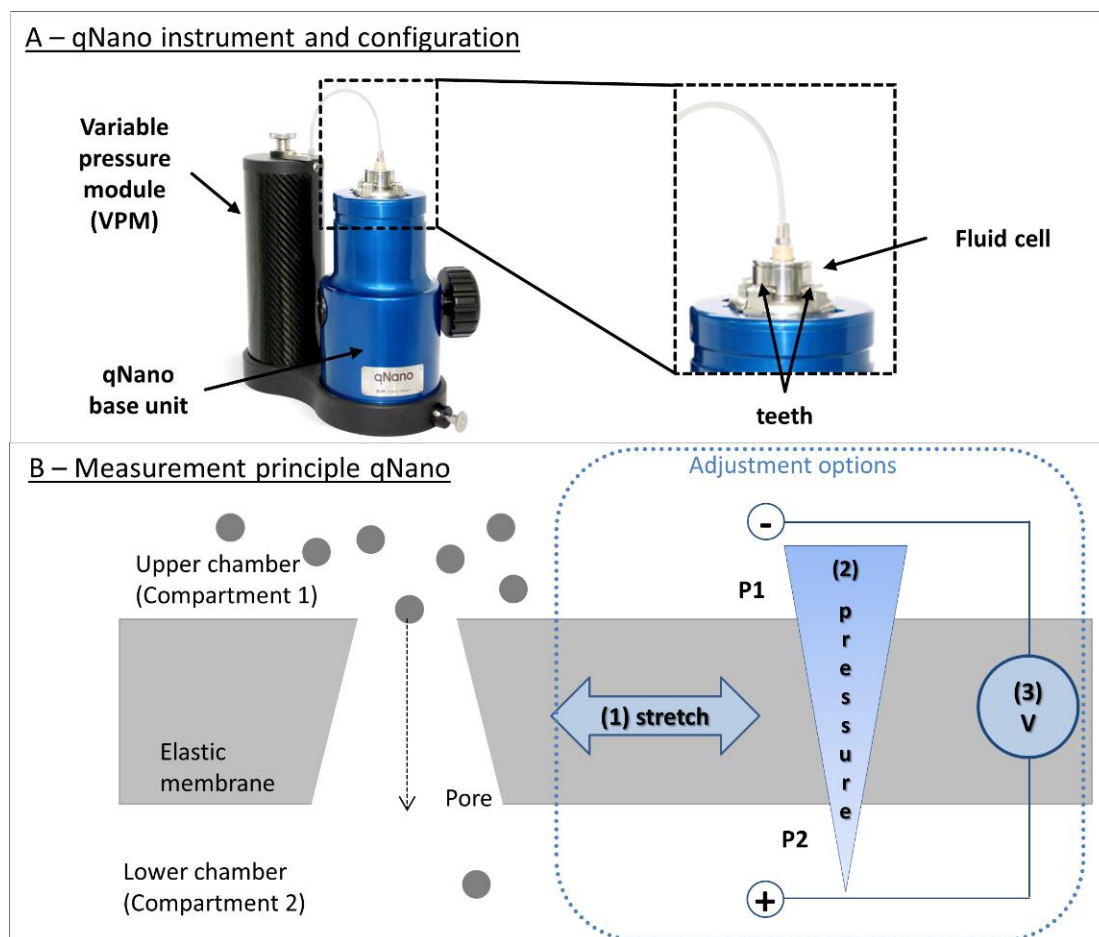 A – qNano instrument and configuration
Variable
pressure
module
(VPM)
Fluid cell
qNano
qNano
base unit
teeth
B – Measurement principle qNano
Adjustment options
Upper chamber
(Compartment 1)
-
P1
(2)
pressure
(1) stretch
(3)
V
Elastic
membrane
Pore
P2
Lower chamber
(Compartment 2)
+